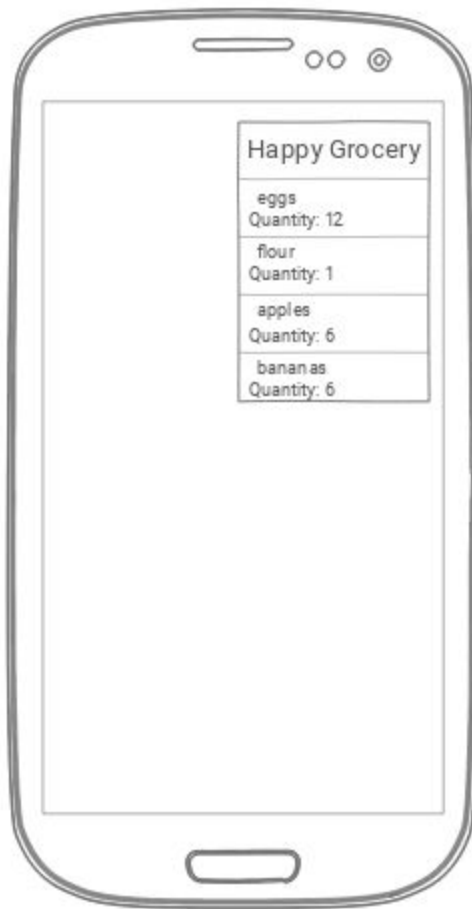 Happy Grocery
eggs
Quantity: 12
flour
Quantity: 1
apples
Quantity: 6
bananas
Quantity: 6